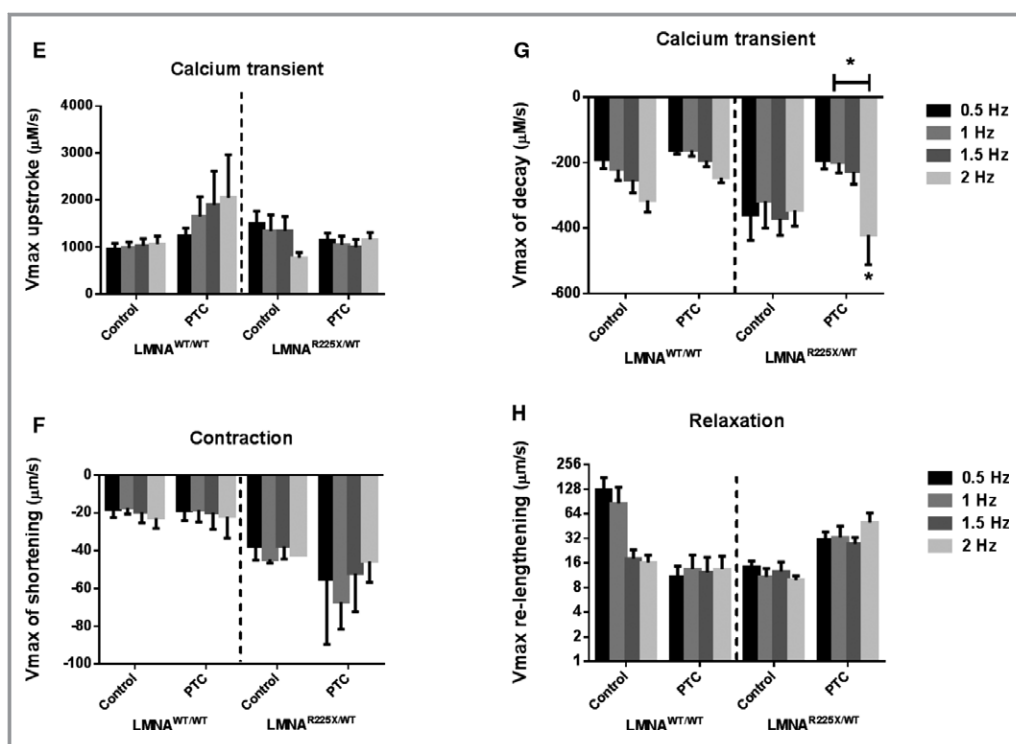 E
Calcium transient
Vmax upstroke (µM/s)
4000
3000
2000
1000
0
Control
PTC
Control
PTC
LMNA^WT/WT
LMNA^R225X/WT
G
Calcium transient
*
Vmax of decay (µM/s)
0
-200
-400
-600
*
0.5 Hz
1 Hz
1.5 Hz
2 Hz
Control
PTC
Control
PTC
LMNA^WT/WT
LMNA^R225X/WT
F
Contraction
Vmax of shortening (µm/s)
0
-20
-40
-60
-80
-100
Control
PTC
Control
PTC
LMNA^WT/WT
LMNA^R225X/WT
H
Relaxation
Vmax re-lengthening (µm/s)
256
128
64
32
16
8
4
2
1
0.5 Hz
1 Hz
1.5 Hz
2 Hz
Control
PTC
Control
PTC
LMNA^WT/WT
LMNA^R225X/WT